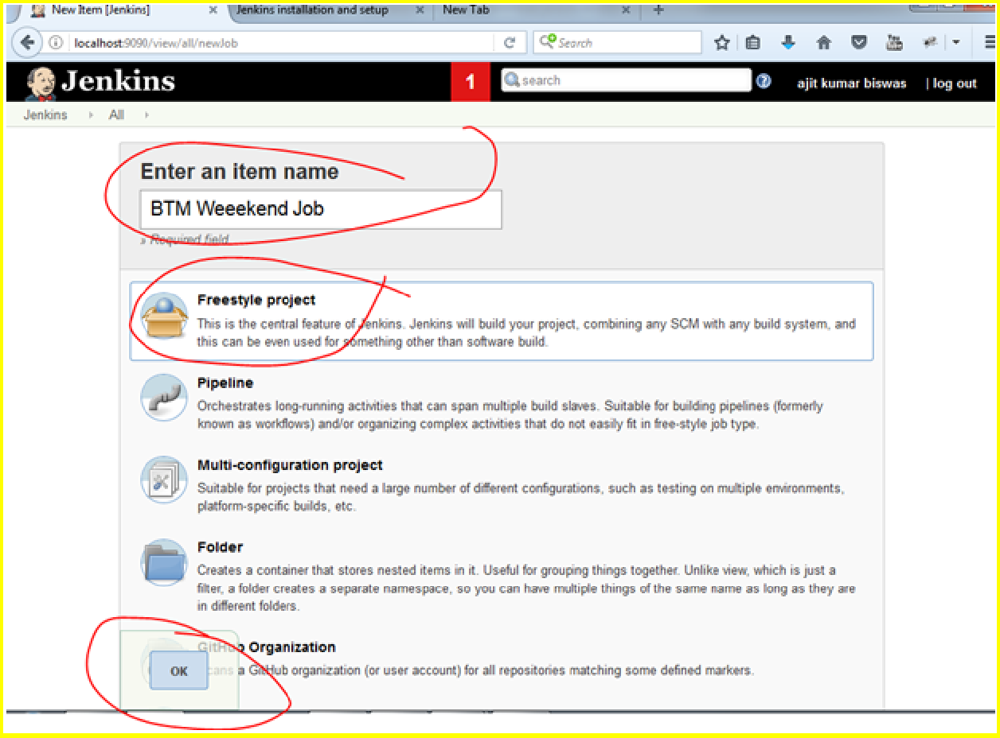 New Item [Jenkins] × Jenkins installation and setup × New Tab × +
localhost:9090/view/all/newJob Search
Jenkins 1 search ajit kumar biswas | log out
Jenkins All
Enter an item name
BTM Weeekend Job
» Required field
Freestyle project
This is the central feature of Jenkins. Jenkins will build your project, combining any SCM with any build system, and
this can be even used for something other than software build.
Pipeline
Orchestrates long-running activities that can span multiple build slaves. Suitable for building pipelines (formerly
known as workflows) and/or organizing complex activities that do not easily fit in free-style job type.
Multi-configuration project
Suitable for projects that need a large number of different configurations, such as testing on multiple environments,
platform-specific builds, etc.
Folder
Creates a container that stores nested items in it. Useful for grouping things together. Unlike view, which is just a
filter, a folder creates a separate namespace, so you can have multiple things of the same name as long as they are
in different folders.
GitHub Organization
OK a GitHub organization (or user account) for all repositories matching some defined markers.